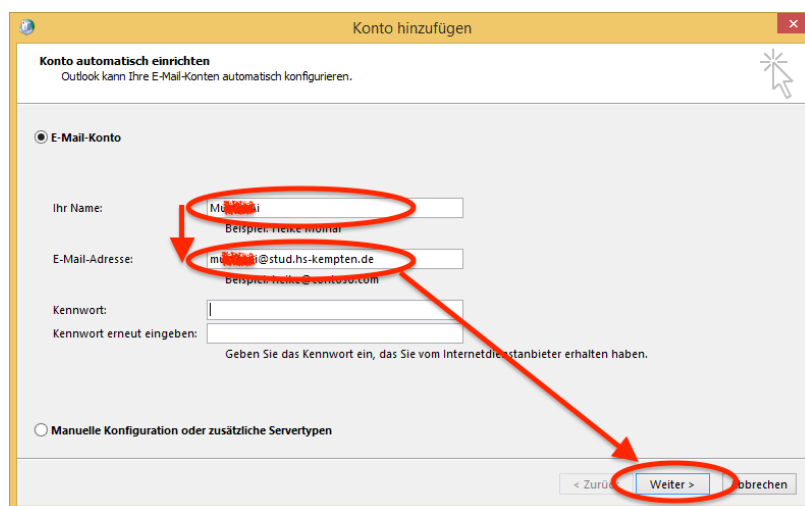 Konto hinzufügen
Konto automatisch einrichten
Outlook kann Ihre E-Mail-Konten automatisch konfigurieren.
E-Mail-Konto
Ihr Name:
Beispiel: Heike Molnar
E-Mail-Adresse: @stud.hs-kempten.de
Beispiel: heike@contoso.com
Kennwort:
Kennwort erneut eingeben:
Geben Sie das Kennwort ein, das Sie vom Internetdienstanbieter erhalten haben.
Manuelle Konfiguration oder zusätzliche Servertypen
< Zurück Weiter > Abbrechen